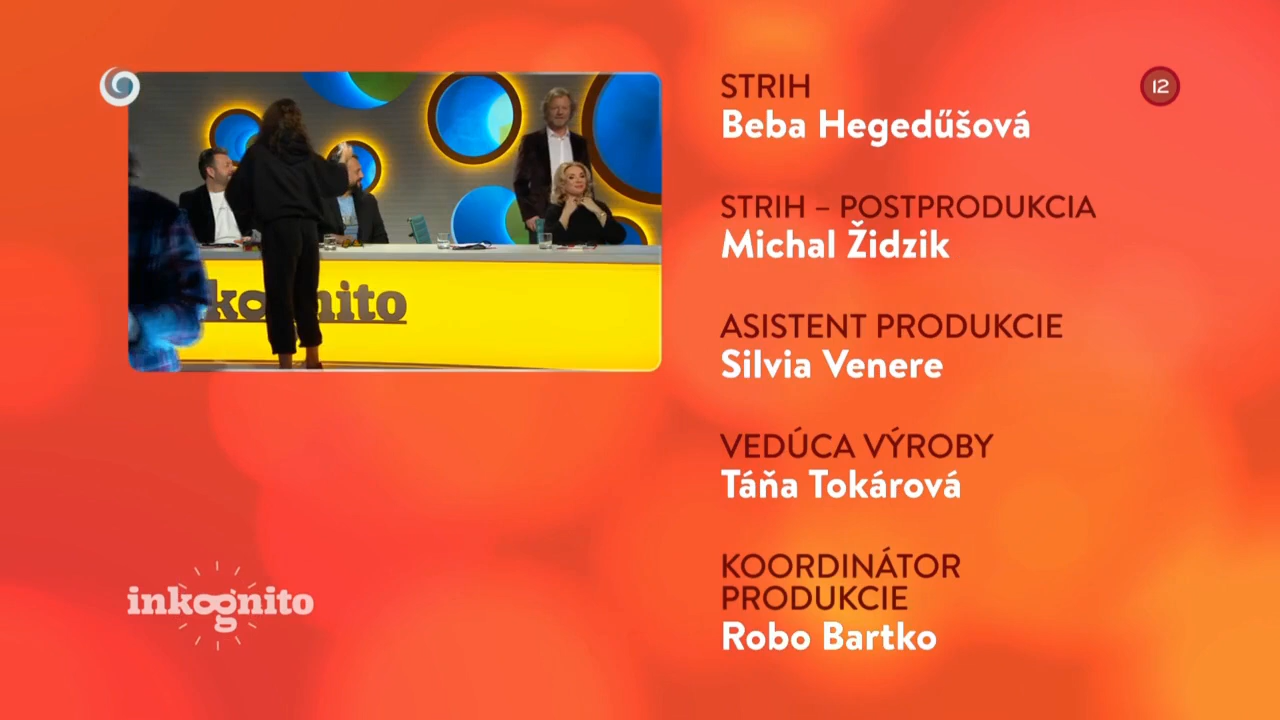 STRIH
Beba Hegedűšová
STRIH – POSTPRODUKCIA
Michal Židzik
ASISTENT PRODUKCIE
Silvia Venere
VEDÚCA VÝROBY
Táňa Tokárová
KOORDINÁTOR
PRODUKCIE
Robo Bartko
12
inkognito
inkognito